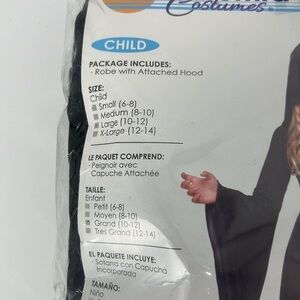 Costumes
CHILD
PACKAGE INCLUDES:
- Robe with Attached Hood
SIZE:
Child
Small (6-8)
Medium (8-10)
Large (10-12)
X-Large (12-14)
LE PAQUET COMPREND:
-Peignoir avec
Capuche Attachée
TAILLE:
Enfant
Petit (6-8)
Moyen (8-10)
Grand (10-12)
Tres Grand (12-14)
EL PAQUETE INCLUYE:
- Sotana con Capucha
Incorporada
TAMAÑO:
Niño